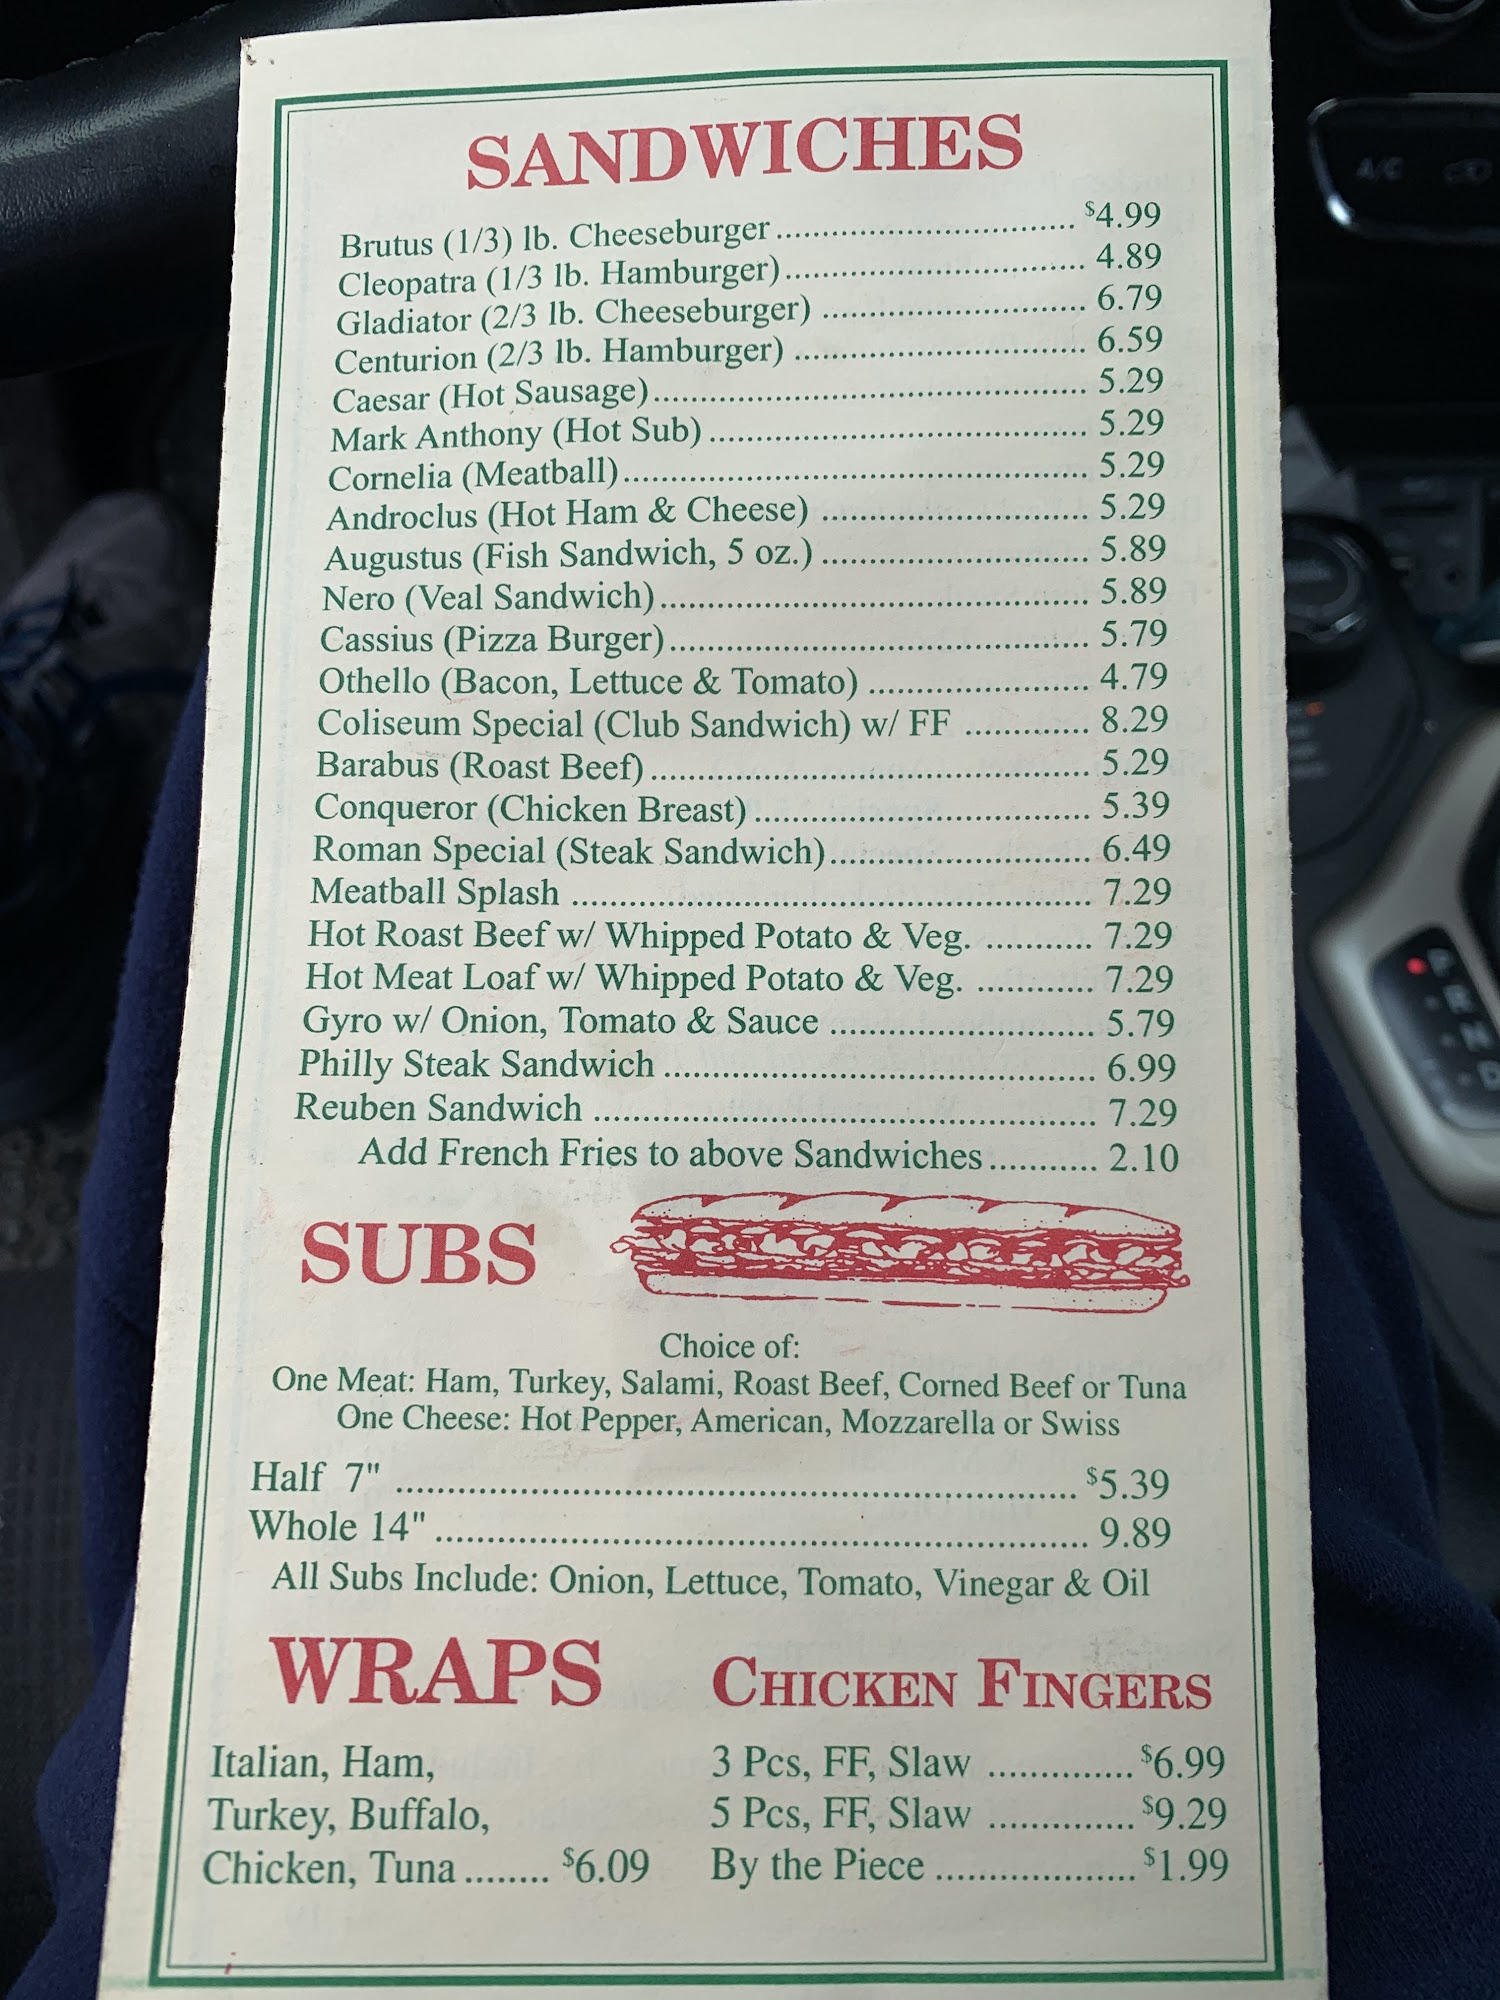 SANDWICHES
Brutus (1/3) lb. Cheeseburger .............................. $4.99
Cleopatra (1/3 lb. Hamburger) .............................. 4.89
Gladiator (2/3 lb. Cheeseburger) .......................... 6.79
Centurion (2/3 lb. Hamburger) ............................. 6.59
Caesar (Hot Sausage) ........................................... 5.29
Mark Anthony (Hot Sub) ...................................... 5.29
Cornelia (Meatball) .............................................. 5.29
Androclus (Hot Ham & Cheese) ........................... 5.29
Augustus (Fish Sandwich, 5 oz.) ........................... 5.89
Nero (Veal Sandwich) ........................................... 5.89
Cassius (Pizza Burger) .......................................... 5.79
Othello (Bacon, Lettuce & Tomato) ...................... 4.79
Coliseum Special (Club Sandwich) w/ FF ............. 8.29
Barabus (Roast Beef) ............................................ 5.29
Conqueror (Chicken Breast) .................................. 5.39
Roman Special (Steak Sandwich) .......................... 6.49
Meatball Splash .................................................... 7.29
Hot Roast Beef w/ Whipped Potato & Veg. ........... 7.29
Hot Meat Loaf w/ Whipped Potato & Veg. ............ 7.29
Gyro w/ Onion, Tomato & Sauce .......................... 5.79
Philly Steak Sandwich ........................................... 6.99
Reuben Sandwich .................................................. 7.29
Add French Fries to above Sandwiches ........... 2.10
SUBS
Choice of:
One Meat: Ham, Turkey, Salami, Roast Beef, Corned Beef or Tuna
One Cheese: Hot Pepper, American, Mozzarella or Swiss
Half 7" .................................................................... $5.39
Whole 14" ................................................................. 9.89
All Subs Include: Onion, Lettuce, Tomato, Vinegar & Oil
WRAPS
Italian, Ham,
Turkey, Buffalo,
Chicken, Tuna ........ $6.09
CHICKEN FINGERS
3 Pcs, FF, Slaw .............. $6.99
5 Pcs, FF, Slaw .............. $9.29
By the Piece ................... $1.99
A/C
P
R
N
D